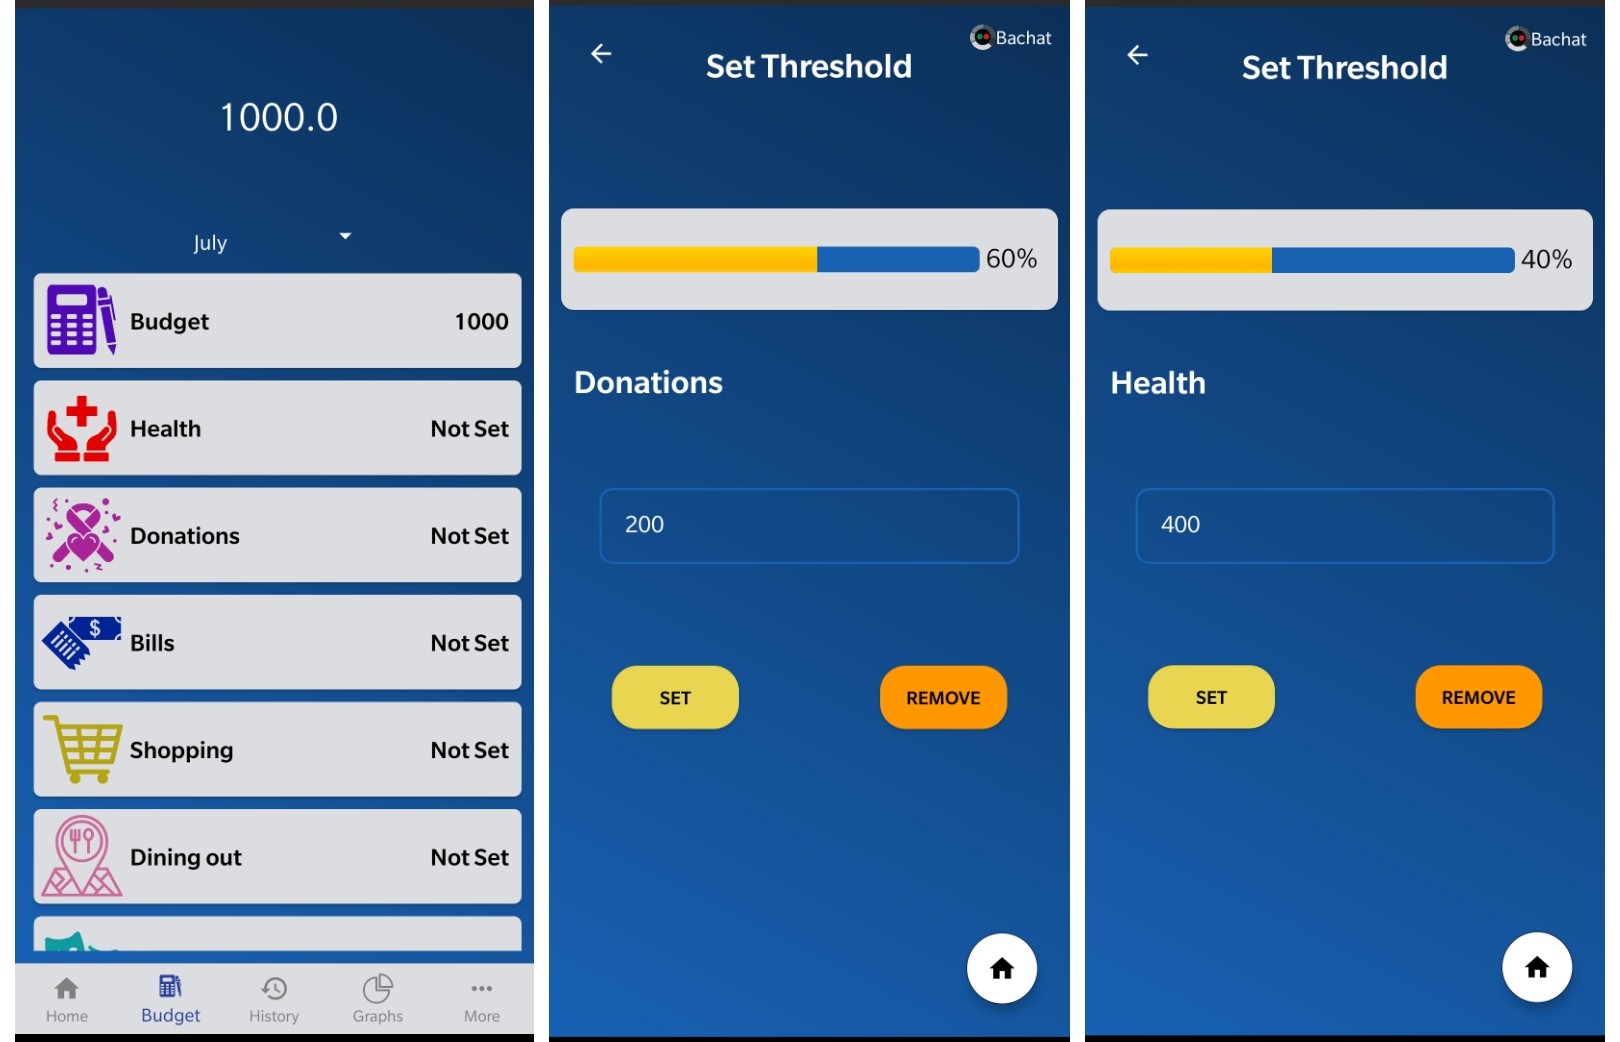 1000.0
July
Budget 1000
Health Not Set
Donations Not Set
$
Bills Not Set
Shopping Not Set
Dining out Not Set
Home Budget History Graphs More
Bachat
Set Threshold
60%
Donations
200
SET REMOVE
Bachat
Set Threshold
40%
Health
400
SET REMOVE